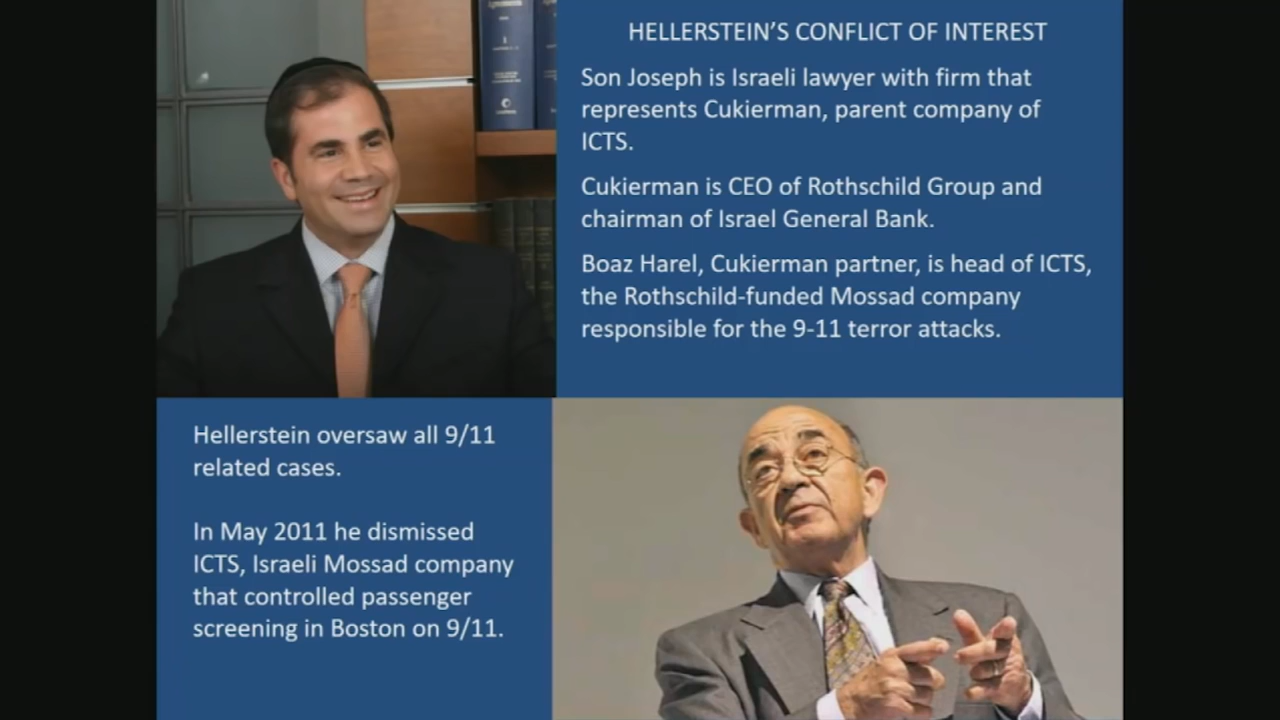 HELLERSTEIN'S CONFLICT OF INTEREST
Son Joseph is Israeli lawyer with firm that
represents Cukierman, parent company of
ICTS.
Cukierman is CEO of Rothschild Group and
chairman of Israel General Bank.
Boaz Harel, Cukierman partner, is head of ICTS,
the Rothschild-funded Mossad company
responsible for the 9-11 terror attacks.
Hellerstein oversaw all 9/11
related cases.
In May 2011 he dismissed
ICTS, Israeli Mossad company
that controlled passenger
screening in Boston on 9/11.